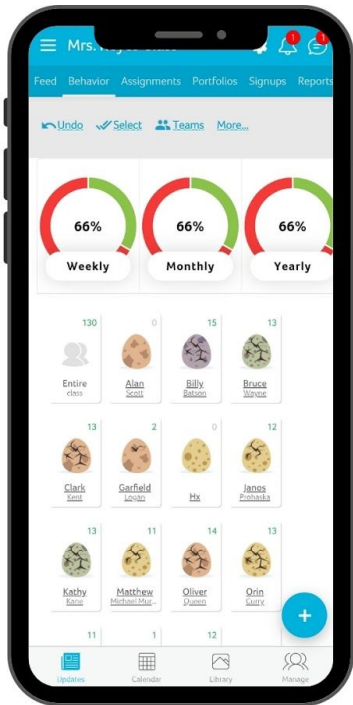 Mrs.
Feed Behavior Assignments Portfolios Signups Reports
1 1
Undo Select Teams More...
66% 66% 66%
Weekly Monthly Yearly
130 0 15 13
Entire Alan Billy Bruce
class Scott Batson Wayne
13 2 0 12
Clark Garfield Hx Janos
Kent Logan Prohaska
13 11 14 13
Kathy Matthew Oliver Orin
Kane Michael Mur... Queen Curry
+
11 1 12
Updates Calendar Library Manage